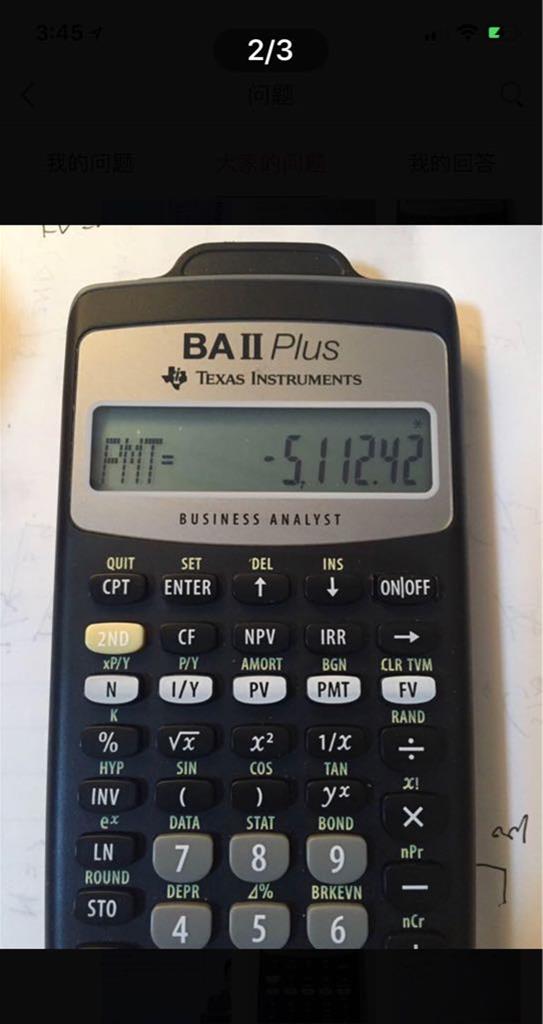 3:45
2/3
问题
我的问题 大家的问题 我的回答
BA II Plus
TEXAS INSTRUMENTS
PMT= -5,112.42
BUSINESS ANALYST
QUIT SET DEL INS
CPT ENTER ↑ ↓ ON|OFF
2ND CF NPV IRR →
xP/Y P/Y AMORT BGN CLR TVM
N I/Y PV PMT FV
K RAND
% √x x² 1/x ÷
HYP SIN COS TAN x!
INV ( ) yˣ ×
eˣ DATA STAT BOND nPr
LN 7 8 9 −
ROUND DEPR Δ% BRKEVN nCr
STO 4 5 6